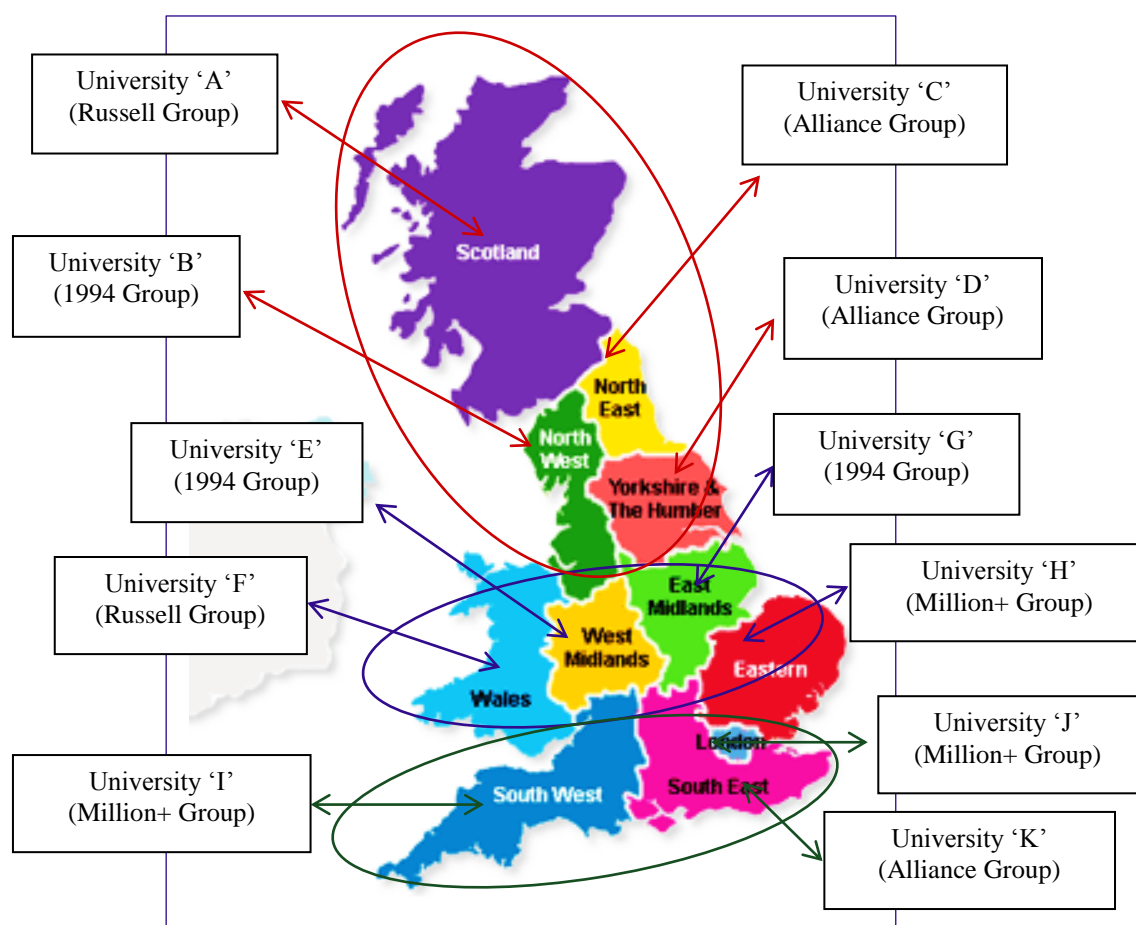 University ‘A’
(Russell Group)
University ‘C’
(Alliance Group)
University ‘B’
(1994 Group)
Scotland
University ‘D’
(Alliance Group)
North
East
University ‘E’
(1994 Group)
North
West
University ‘G’
(1994 Group)
Yorkshire &
The Humber
University ‘F’
(Russell Group)
East
Midlands
University ‘H’
(Million+ Group)
West
Midlands
Eastern
Wales
University ‘J’
(Million+ Group)
London
University ‘I’
(Million+ Group)
South West
South East
University ‘K’
(Alliance Group)